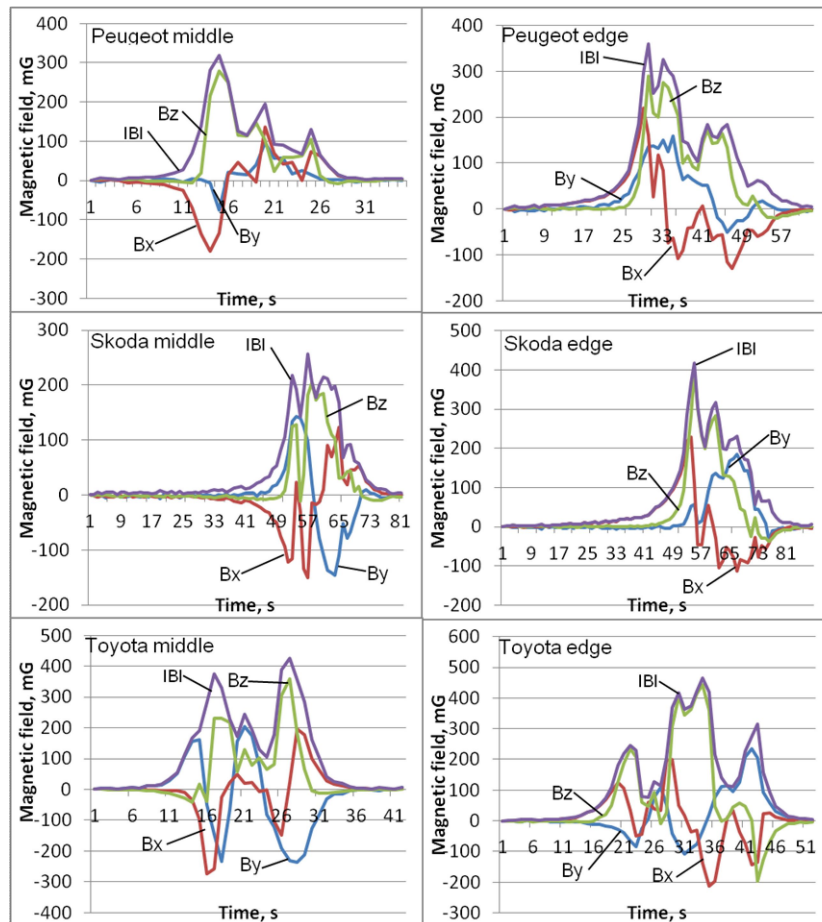 Peugeot middle
Magnetic field, mG
400
300
200
100
0
-100
-200
-300
IBI
Bz
By
Bx
1 6 11 16 21 26 31
Time, s
Peugeot edge
Magnetic field, mG
400
300
200
100
0
-100
-200
IBI
Bz
By
Bx
1 9 17 25 33 41 49 57
Time, s
Skoda middle
Magnetic field, mG
300
200
100
0
-100
-200
IBI
Bz
Bx
By
1 9 17 25 33 41 49 57 65 73 81
Time, s
Skoda edge
Magnetic field, mG
500
400
300
200
100
0
-100
-200
IBI
By
Bz
Bx
1 9 17 25 33 41 49 57 65 73 81
Time, s
Toyota middle
Magnetic field, mG
500
400
300
200
100
0
-100
-200
-300
-400
IBI
Bz
Bx
By
1 6 11 16 21 26 31 36 41
Time, s
Toyota edge
Magnetic field, mG
600
500
400
300
200
100
0
-100
-200
-300
IBI
Bz
By
Bx
1 6 11 16 21 26 31 36 41 46 51
Time, s